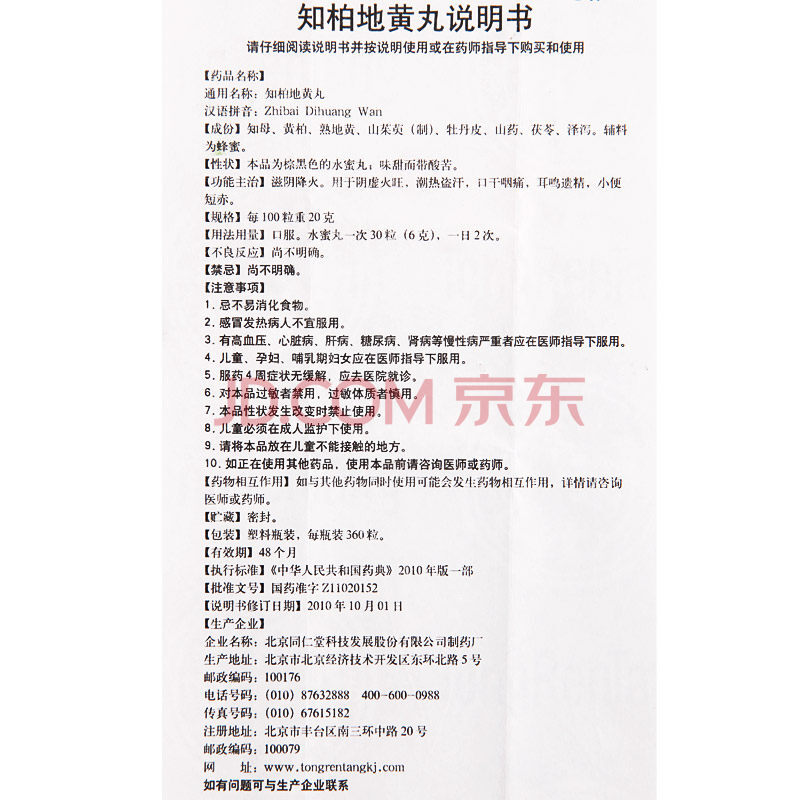 知柏地黄丸说明书
请仔细阅读说明书并按说明使用或在药师指导下购买和使用
【药品名称】
通用名称：知柏地黄丸
汉语拼音：Zhibai Dihuang Wan
【成份】知母、黄柏、熟地黄、山茱萸（制）、牡丹皮、山药、茯苓、泽泻。辅料
为蜂蜜。
【性状】本品为棕黑色的水蜜丸；味甜而带酸苦。
【功能主治】滋阴降火。用于阴虚火旺，潮热盗汗，口干咽痛，耳鸣遗精，小便
短赤。
【规格】每100粒重20克
【用法用量】口服。水蜜丸一次30粒（6克），一日2次。
【不良反应】尚不明确。
【禁忌】尚不明确。
【注意事项】
1．忌不易消化食物。
2．感冒发热病人不宜服用。
3．有高血压、心脏病、肝病、糖尿病、肾病等慢性病严重者应在医师指导下服用。
4．儿童、孕妇、哺乳期妇女应在医师指导下服用。
5．服药4周症状无缓解，应去医院就诊。
6．对本品过敏者禁用，过敏体质者慎用。
JD.COM 京东
7．本品性状发生改变时禁止使用。
8．儿童必须在成人监护下使用。
9．请将本品放在儿童不能接触的地方。
10．如正在使用其他药品，使用本品前请咨询医师或药师。
【药物相互作用】如与其他药物同时使用可能会发生药物相互作用，详情请咨询
医师或药师。
【贮藏】密封。
【包装】塑料瓶装，每瓶装360粒。
【有效期】48个月
【执行标准】《中华人民共和国药典》2010年版一部
【批准文号】国药准字Z11020152
【说明书修订日期】2010年10月01日
【生产企业】
企业名称：北京同仁堂科技发展股份有限公司制药厂
生产地址：北京市北京经济技术开发区东环北路5号
邮政编码：100176
电话号码：(010) 87632888 400-600-0988
传真号码：(010) 67615182
注册地址：北京市丰台区南三环中路20号
邮政编码：100079
网 址：www.tongrentangkj.com
如有问题可与生产企业联系